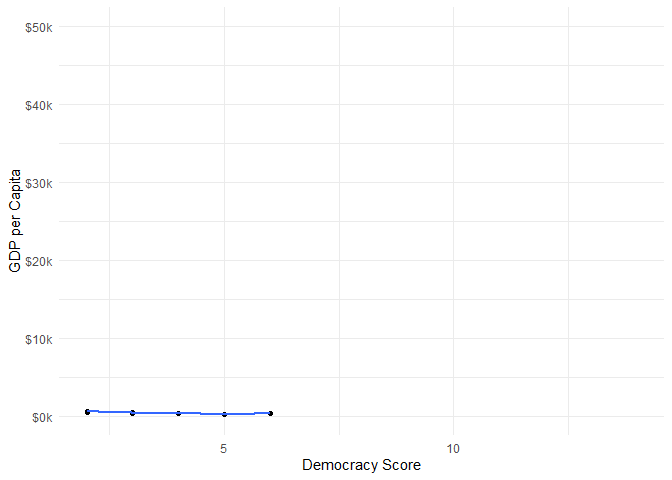 $50k
$40k
$30k
$20k
$10k
$0k
GDP per Capita
5
10
Democracy Score